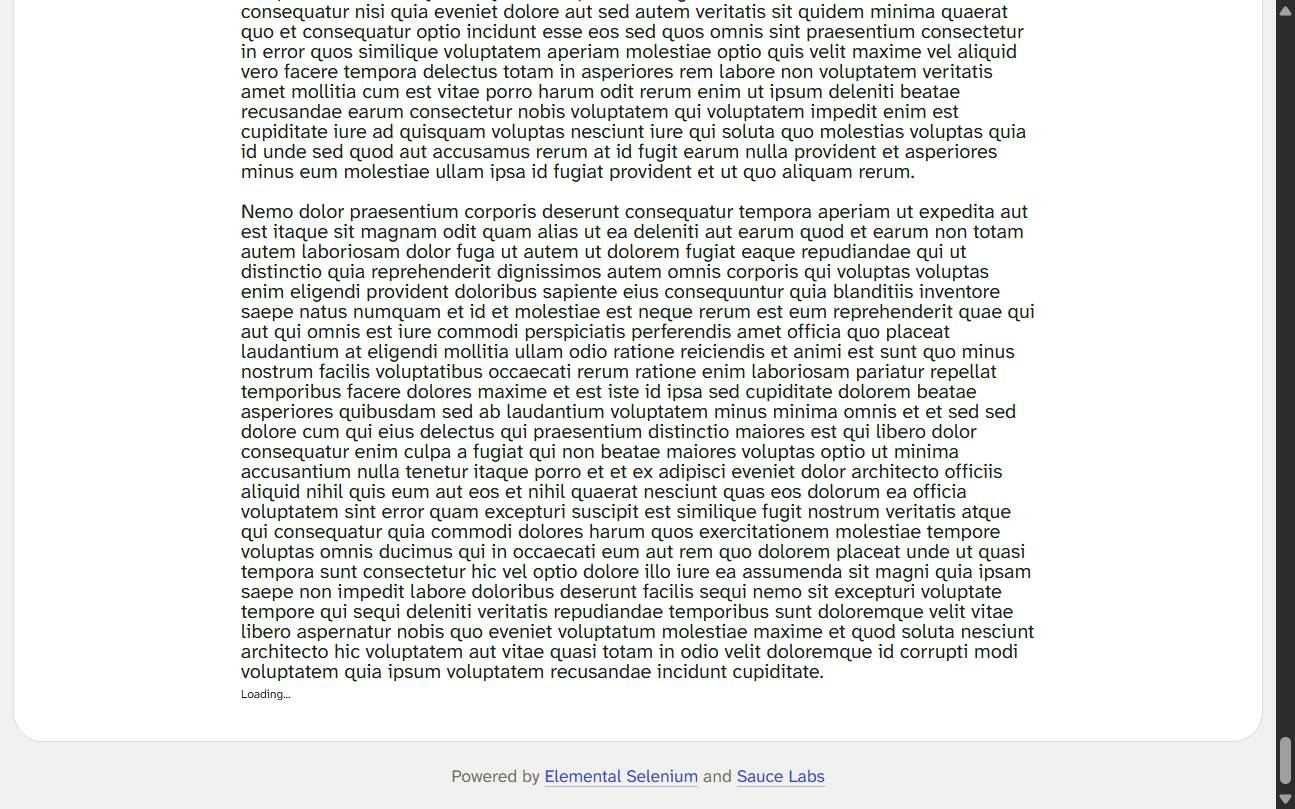 consequatur nisi quia eveniet dolore aut sed autem veritatis sit quidem minima quaerat
quo et consequatur optio incidunt esse eos sed quos omnis sint praesentium consectetur
in error quos similique voluptatem aperiam molestiae optio quis velit maxime vel aliquid
vero facere tempora delectus totam in asperiores rem labore non voluptatem veritatis
amet mollitia cum est vitae porro harum odit rerum enim ut ipsum deleniti beatae
recusandae earum consectetur nobis voluptatem qui voluptatem impedit enim est
cupiditate iure ad quisquam voluptas nesciunt iure qui soluta quo molestias voluptas quia
id unde sed quod aut accusamus rerum at id fugit earum nulla provident et asperiores
minus eum molestiae ullam ipsa id fugiat provident et ut quo aliquam rerum.
Nemo dolor praesentium corporis deserunt consequatur tempora aperiam ut expedita aut
est itaque sit magnam odit quam alias ut ea deleniti aut earum quod et earum non totam
autem laboriosam dolor fuga ut autem ut dolorem fugiat eaque repudiandae qui ut
distinctio quia reprehenderit dignissimos autem omnis corporis qui voluptas voluptas
enim eligendi provident doloribus sapiente eius consequuntur quia blanditiis inventore
saepe natus numquam et id et molestiae est neque rerum est eum reprehenderit quae qui
aut qui omnis est iure commodi perspiciatis perferendis amet officia quo placeat
laudantium at eligendi mollitia ullam odio ratione reiciendis et animi est sunt quo minus
nostrum facilis voluptatibus occaecati rerum ratione enim laboriosam pariatur repellat
temporibus facere dolores maxime et est iste id ipsa sed cupiditate dolorem beatae
asperiores quibusdam sed ab laudantium voluptatem minus minima omnis et et sed sed
dolore cum qui eius delectus qui praesentium distinctio maiores est qui libero dolor
consequatur enim culpa a fugiat qui non beatae maiores voluptas optio ut minima
accusantium nulla tenetur itaque porro et et ex adipisci eveniet dolor architecto officiis
aliquid nihil quis eum aut eos et nihil quaerat nesciunt quas eos dolorum ea officia
voluptatem sint error quam excepturi suscipit est similique fugit nostrum veritatis atque
qui consequatur quia commodi dolores harum quos exercitationem molestiae tempore
voluptas omnis ducimus qui in occaecati eum aut rem quo dolorem placeat unde ut quasi
tempora sunt consectetur hic vel optio dolore illo iure ea assumenda sit magni quia ipsam
saepe non impedit labore doloribus deserunt facilis sequi nemo sit excepturi voluptate
tempore qui sequi deleniti veritatis repudiandae temporibus sunt doloremque velit vitae
libero aspernatur nobis quo eveniet voluptatum molestiae maxime et quod soluta nesciunt
architecto hic voluptatem aut vitae quasi totam in odio velit doloremque id corrupti modi
voluptatem quia ipsum voluptatem recusandae incidunt cupiditate.
Loading...
Powered by Elemental Selenium and Sauce Labs